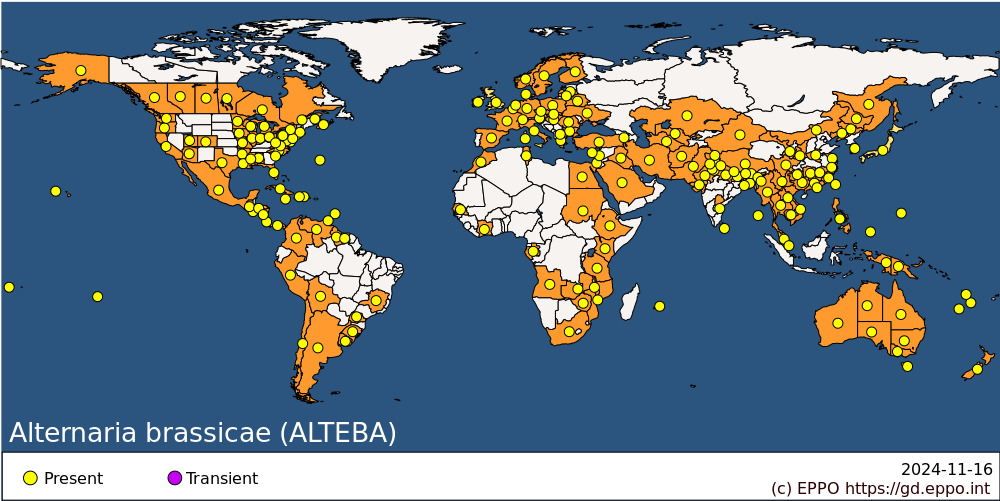 Alternaria brassicae (ALTEBA)
Present
Transient
2024-11-16
(c) EPPO https://gd.eppo.int